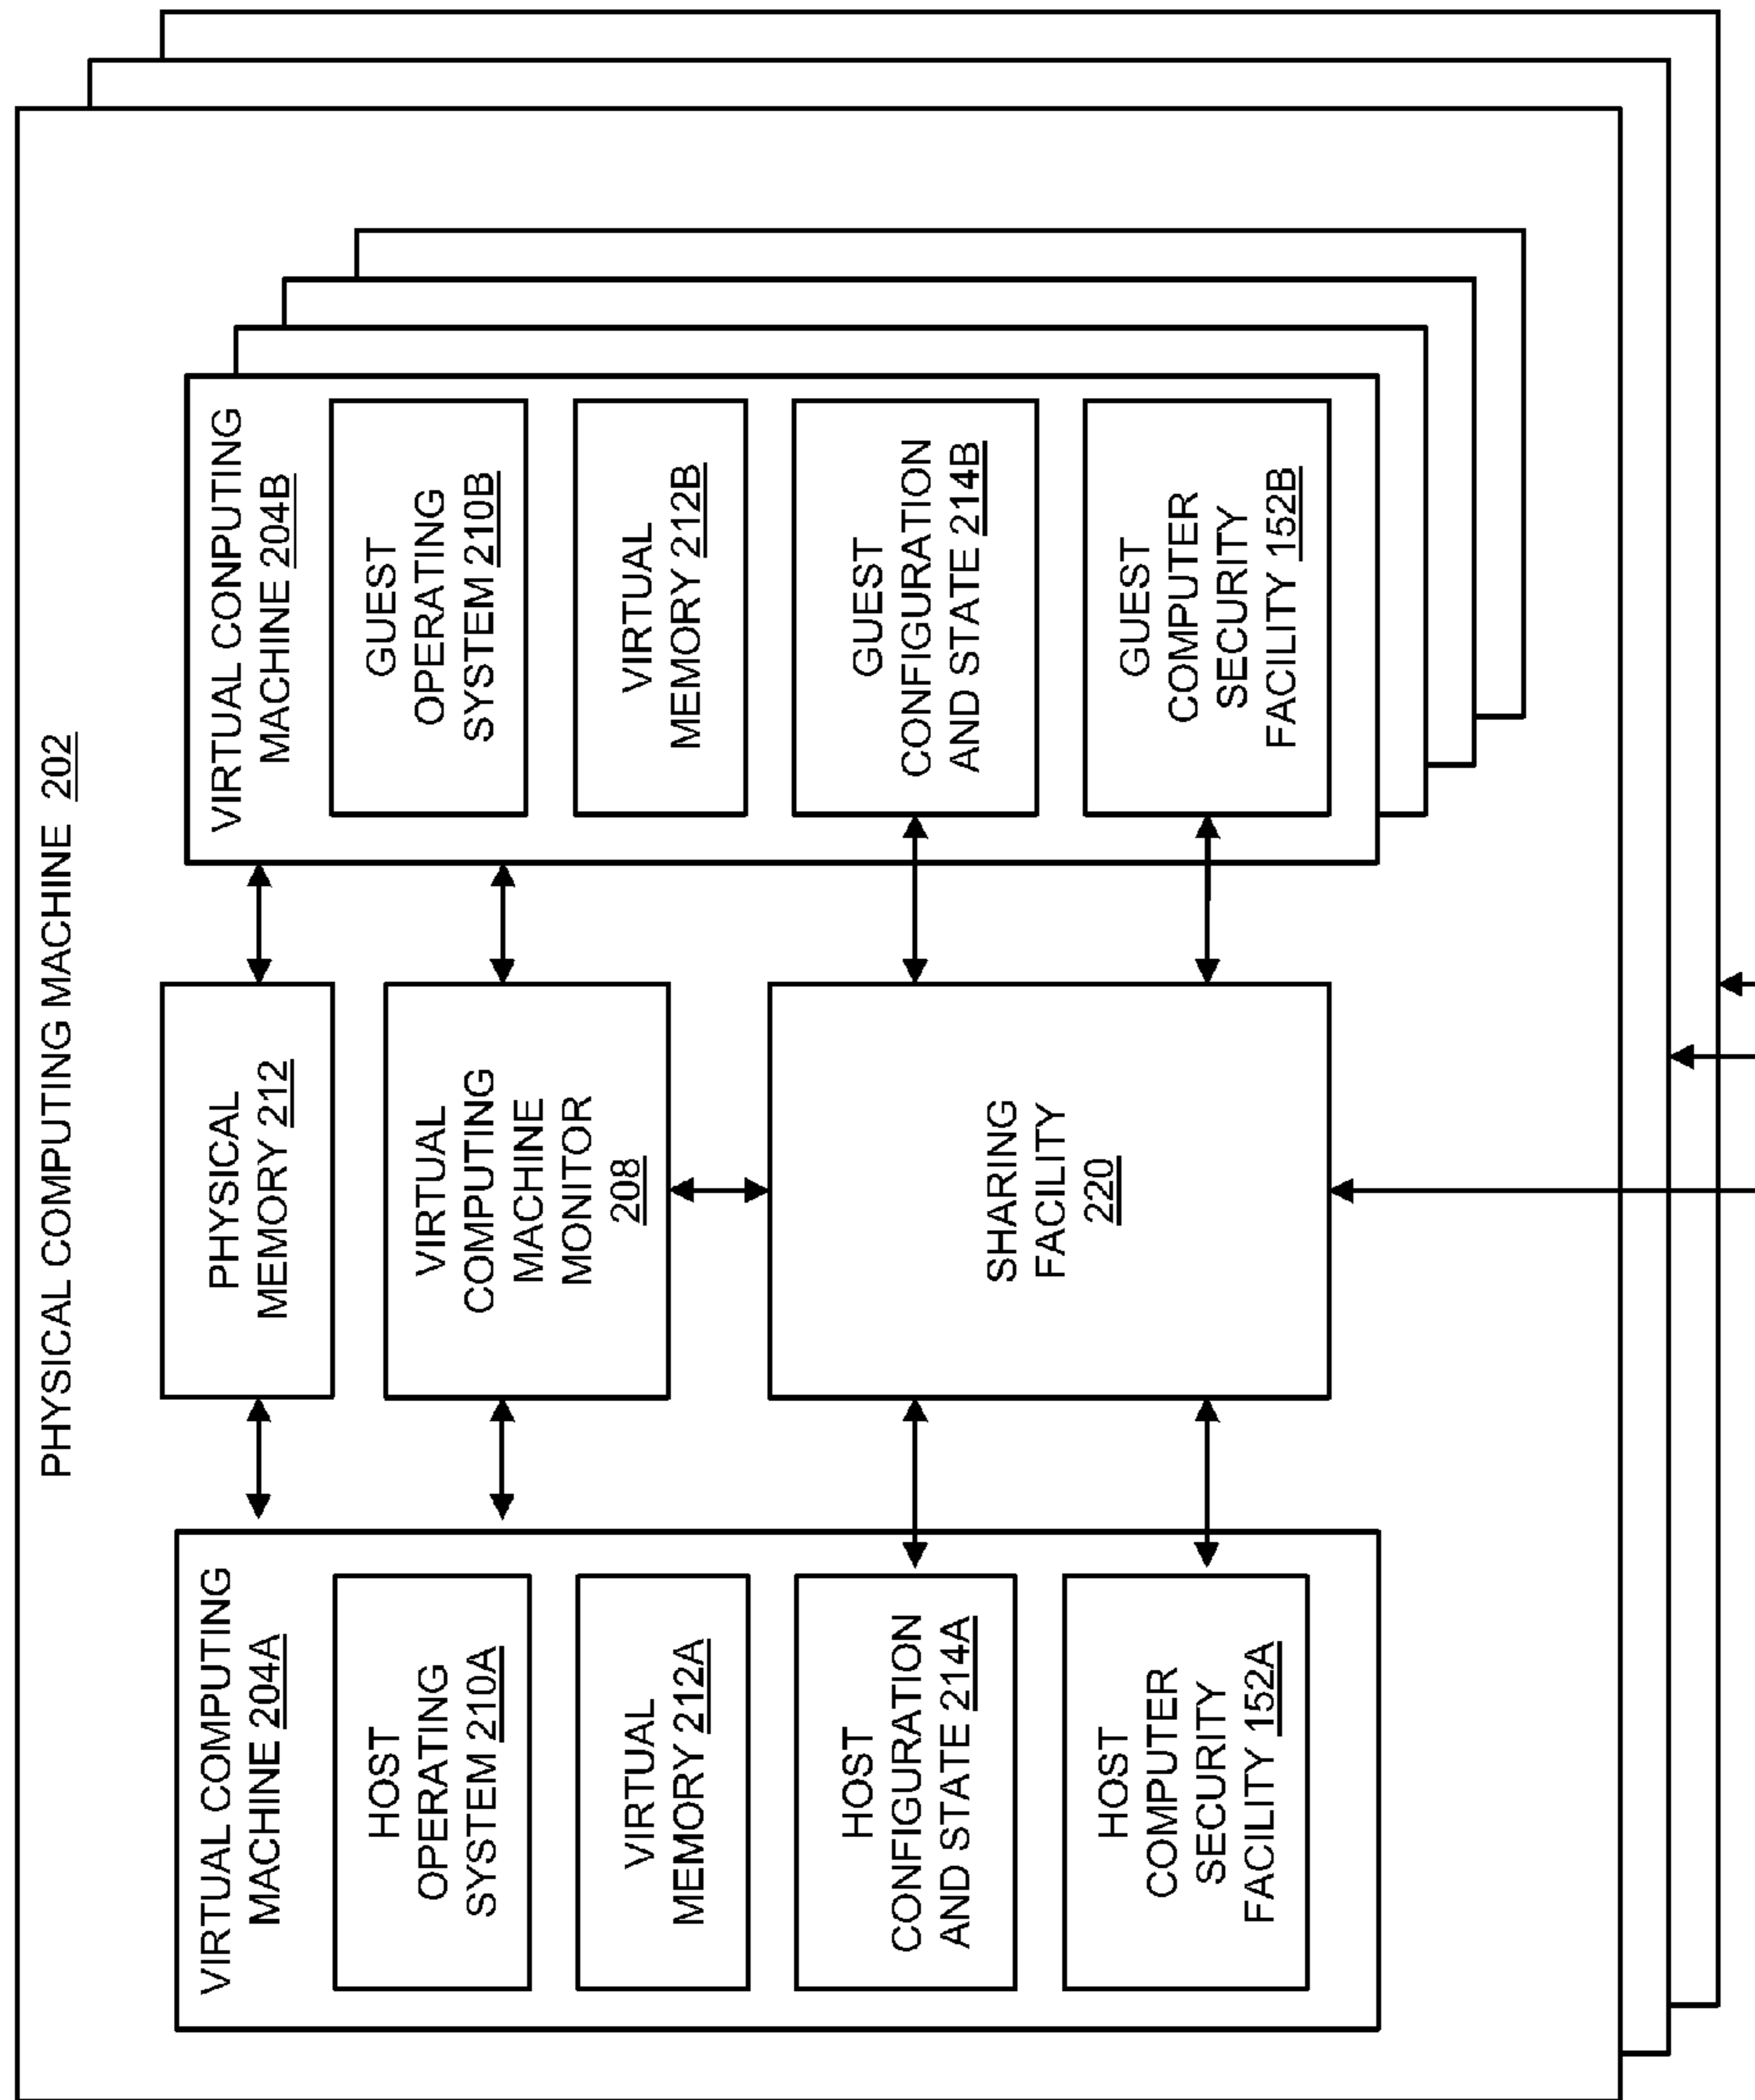 PHYSICAL COMPUTING MACHINE 202
VIRTUAL COMPUTING
MACHINE 204A
HOST
OPERATING
SYSTEM 210A
VIRTUAL
MEMORY 212A
HOST
CONFIGURATION
AND STATE 214A
HOST
COMPUTER
SECURITY
FACILITY 152A
PHYSICAL
MEMORY 212
VIRTUAL
COMPUTING
MACHINE
MONITOR
208
SHARING
FACILITY
220
VIRTUAL CONPUTING
MACHINE 204B
GUEST
OPERATING
SYSTEM 210B
VIRTUAL
MEMORY 212B
GUEST
CONFIGURATION
AND STATE 214B
GUEST
COMPUTER
SECURITY
FACILITY 152B